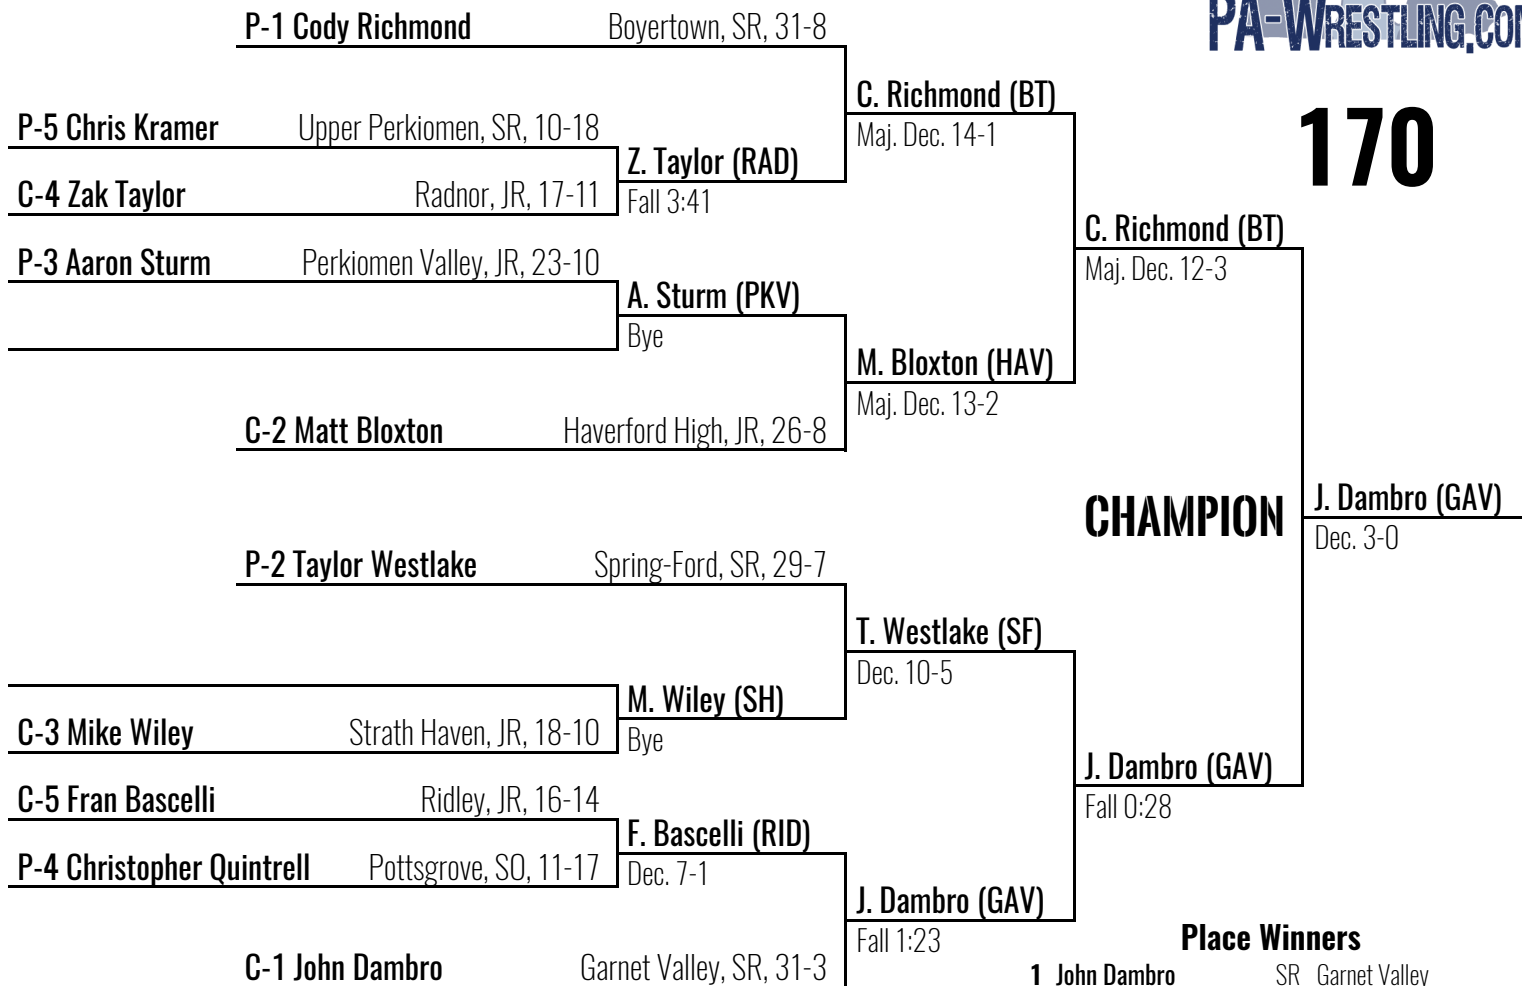 PA-WRESTLING.COM
170
P-1 Cody Richmond Boyertown, SR, 31-8
C. Richmond (BT)
Maj. Dec. 14-1
P-5 Chris Kramer Upper Perkiomen, SR, 10-18
Z. Taylor (RAD)
Fall 3:41
C-4 Zak Taylor Radnor, JR, 17-11
C. Richmond (BT)
Maj. Dec. 12-3
P-3 Aaron Sturm Perkiomen Valley, JR, 23-10
A. Sturm (PKV)
Bye
M. Bloxton (HAV)
Maj. Dec. 13-2
C-2 Matt Bloxton Haverford High, JR, 26-8
CHAMPION
J. Dambro (GAV)
Dec. 3-0
P-2 Taylor Westlake Spring-Ford, SR, 29-7
T. Westlake (SF)
Dec. 10-5
M. Wiley (SH)
Bye
C-3 Mike Wiley Strath Haven, JR, 18-10
J. Dambro (GAV)
Fall 0:28
C-5 Fran Bascelli Ridley, JR, 16-14
F. Bascelli (RID)
Dec. 7-1
P-4 Christopher Quintrell Pottsgrove, SO, 11-17
J. Dambro (GAV)
Fall 1:23
C-1 John Dambro Garnet Valley, SR, 31-3
Place Winners
1 John Dambro SR Garnet Valley